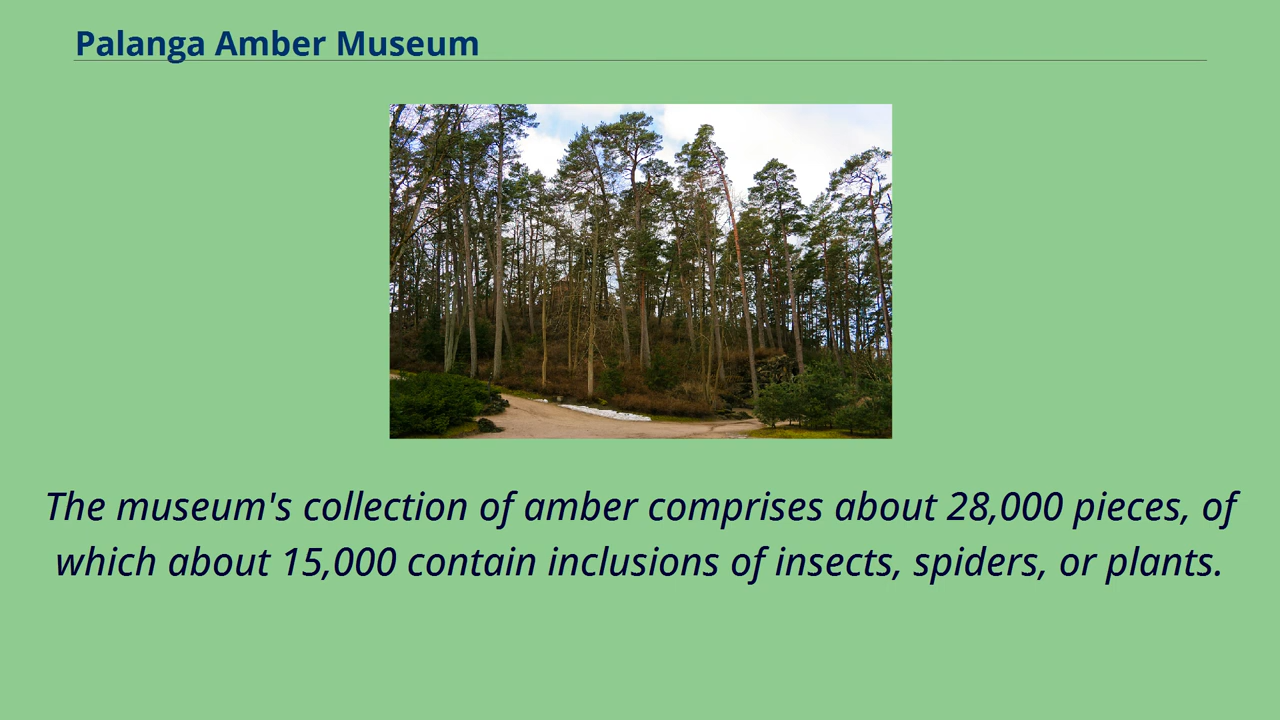 Palanga Amber Museum
The museum's collection of amber comprises about 28,000 pieces, of
which about 15,000 contain inclusions of insects, spiders, or plants.